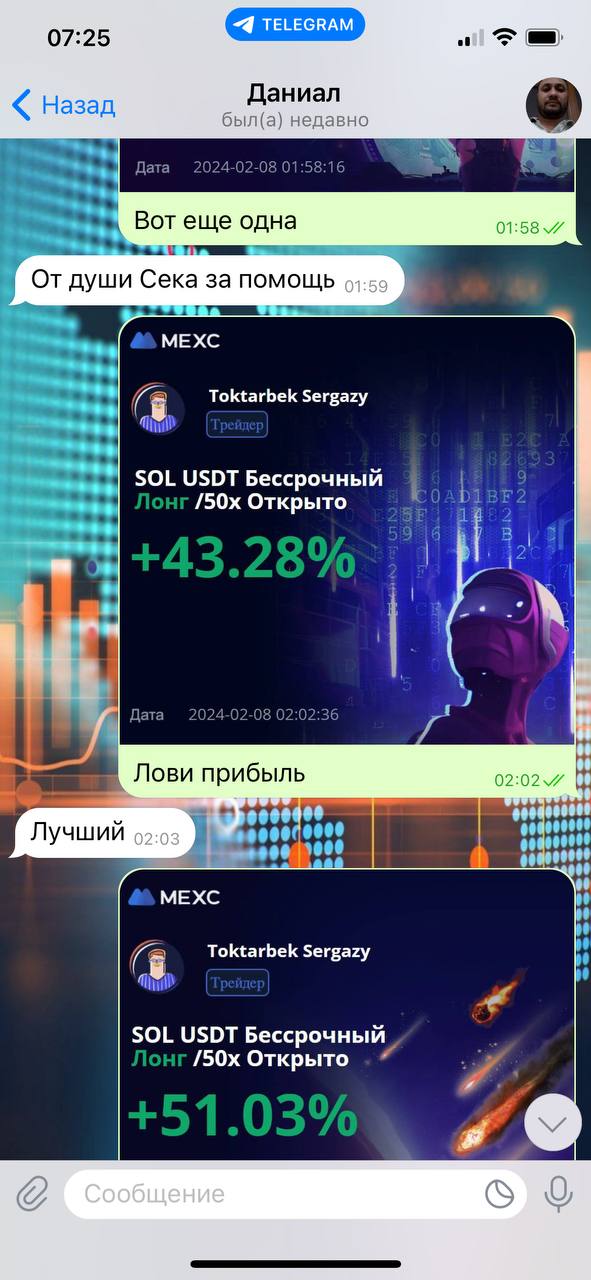 07:25
TELEGRAM
Назад
Даниал
был(а) недавно
Дата 2024-02-08 01:58:16
Вот еще одна
01:58
От души Сека за помощь 01:59
MEXC
Toktarbek Sergazy
Трейдер
SOL USDT Бессрочный
Лонг /50x Открыто
+43.28%
Дата 2024-02-08 02:02:36
Лови прибыль
02:02
Лучший 02:03
MEXC
Toktarbek Sergazy
Трейдер
SOL USDT Бессрочный
Лонг /50x Открыто
+51.03%
Сообщение